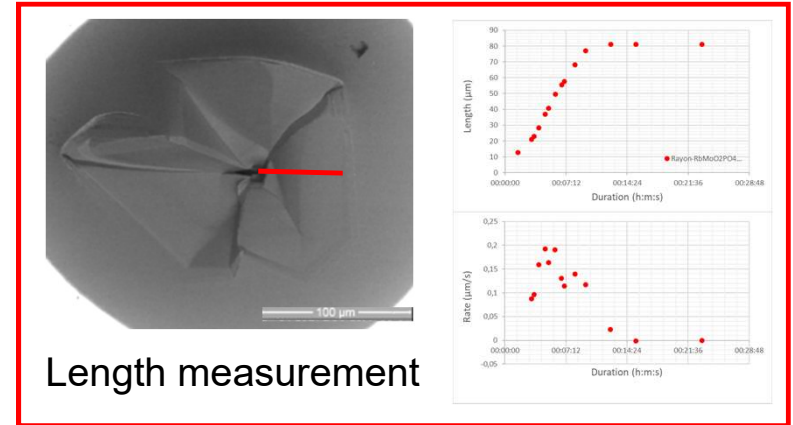 100 µm
Length measurement
90
80
70
60
50
40
30
20
10
0
Length (µm)
Rayon-RbMoO2PO4...
00:00:00 00:07:12 00:14:24 00:21:36 00:28:48
Duration (h:m:s)
0,25
0,2
0,15
0,1
0,05
0
-0,05
Rate (µm/s)
00:00:00 00:07:12 00:14:24 00:21:36 00:28:48
Duration (h:m:s)